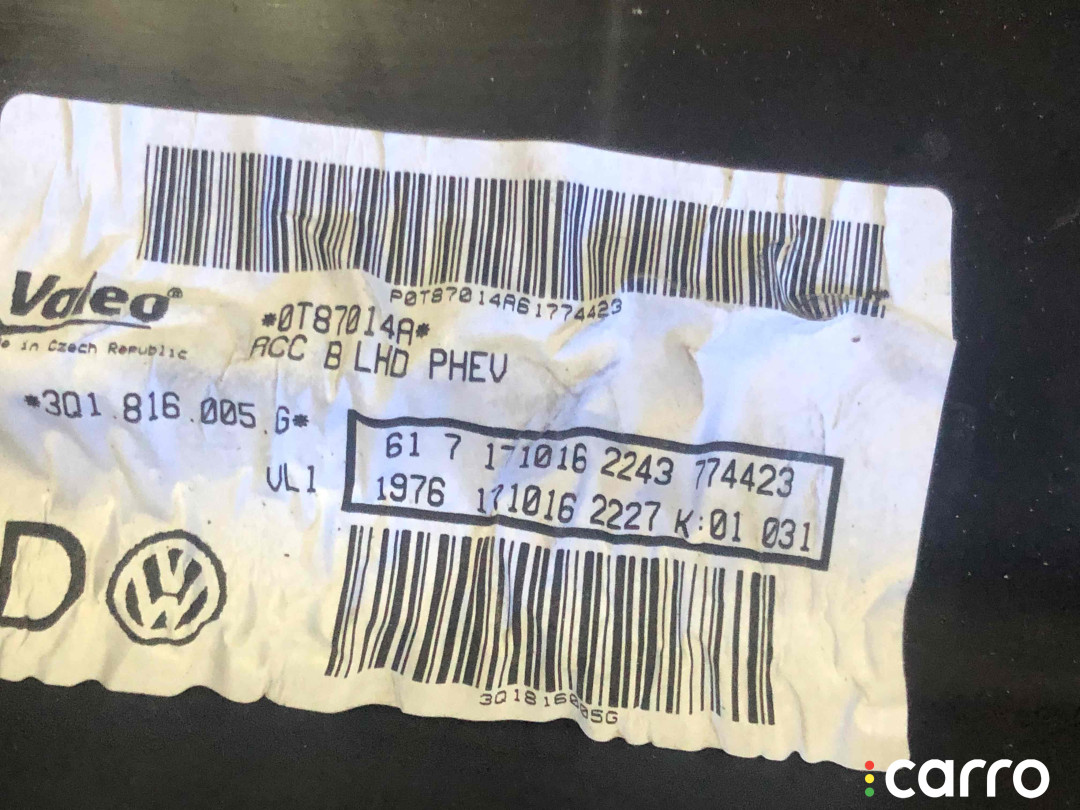 P0T87014A61774423
Valeo®
*0T87014A*
e in Czech Republic
ACC B LHD PHEV
*3Q1.816.005.G*
VL1
61 7 171016 2243 774423
1976 171016 2227 K:01 031
D
3Q1816005G
carro